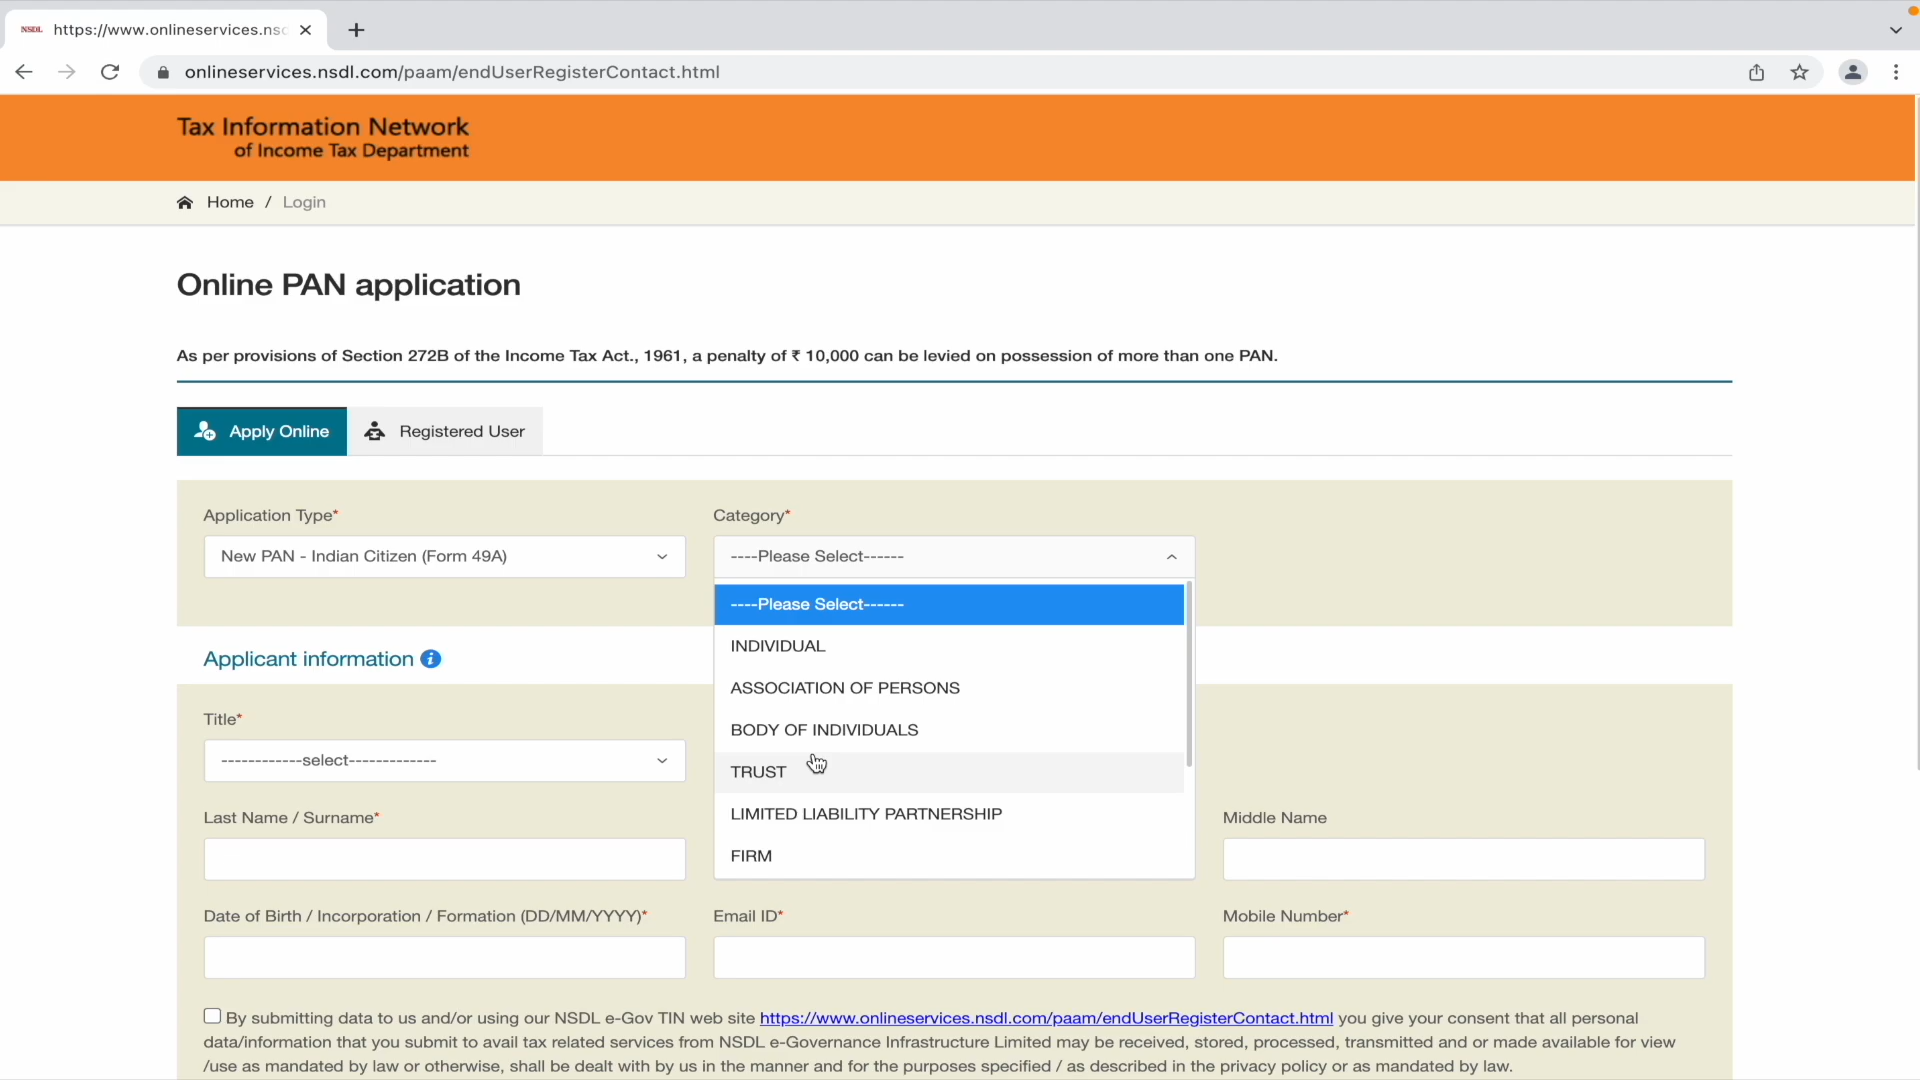 NSDL https://www.onlineservices.nsd
onlineservices.nsdl.com/paam/endUserRegisterContact.html
Tax Information Network
of Income Tax Department
Home / Login
Online PAN application
As per provisions of Section 272B of the Income Tax Act., 1961, a penalty of ₹ 10,000 can be levied on possession of more than one PAN.
Apply Online Registered User
Application Type* Category*
New PAN - Indian Citizen (Form 49A) ----Please Select------
----Please Select------
INDIVIDUAL
ASSOCIATION OF PERSONS
BODY OF INDIVIDUALS
TRUST
LIMITED LIABILITY PARTNERSHIP
FIRM
Applicant information
Title*
------------select-------------
Last Name / Surname* Middle Name
Date of Birth / Incorporation / Formation (DD/MM/YYYY)* Email ID* Mobile Number*
By submitting data to us and/or using our NSDL e-Gov TIN web site https://www.onlineservices.nsdl.com/paam/endUserRegisterContact.html you give your consent that all personal
data/information that you submit to avail tax related services from NSDL e-Governance Infrastructure Limited may be received, stored, processed, transmitted and or made available for view
/use as mandated by law or otherwise, shall be dealt with by us in the manner and for the purposes specified / as described in the privacy policy or as mandated by law.